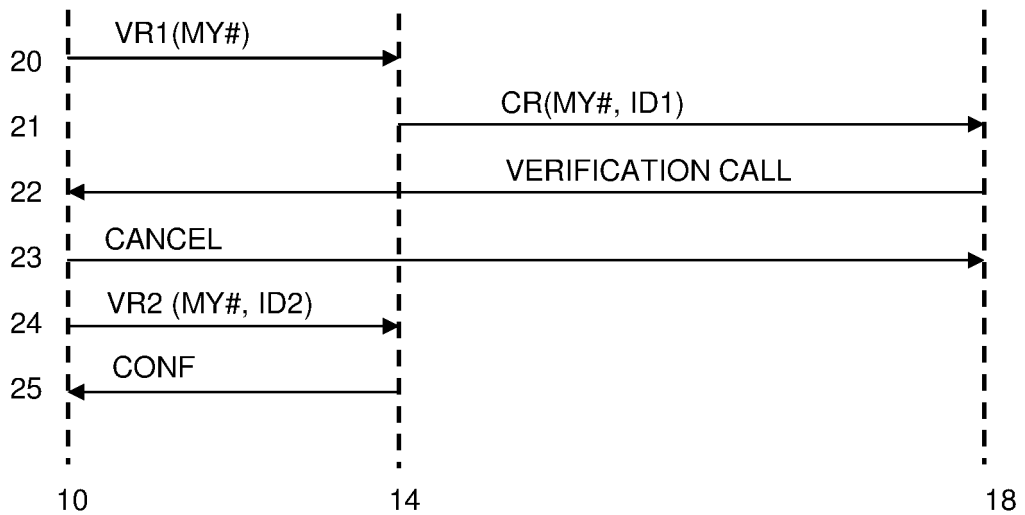 VR1(MY#)
20
CR(MY#, ID1)
21
VERIFICATION CALL
22
CANCEL
23
VR2 (MY#, ID2)
24
CONF
25
10 14 18